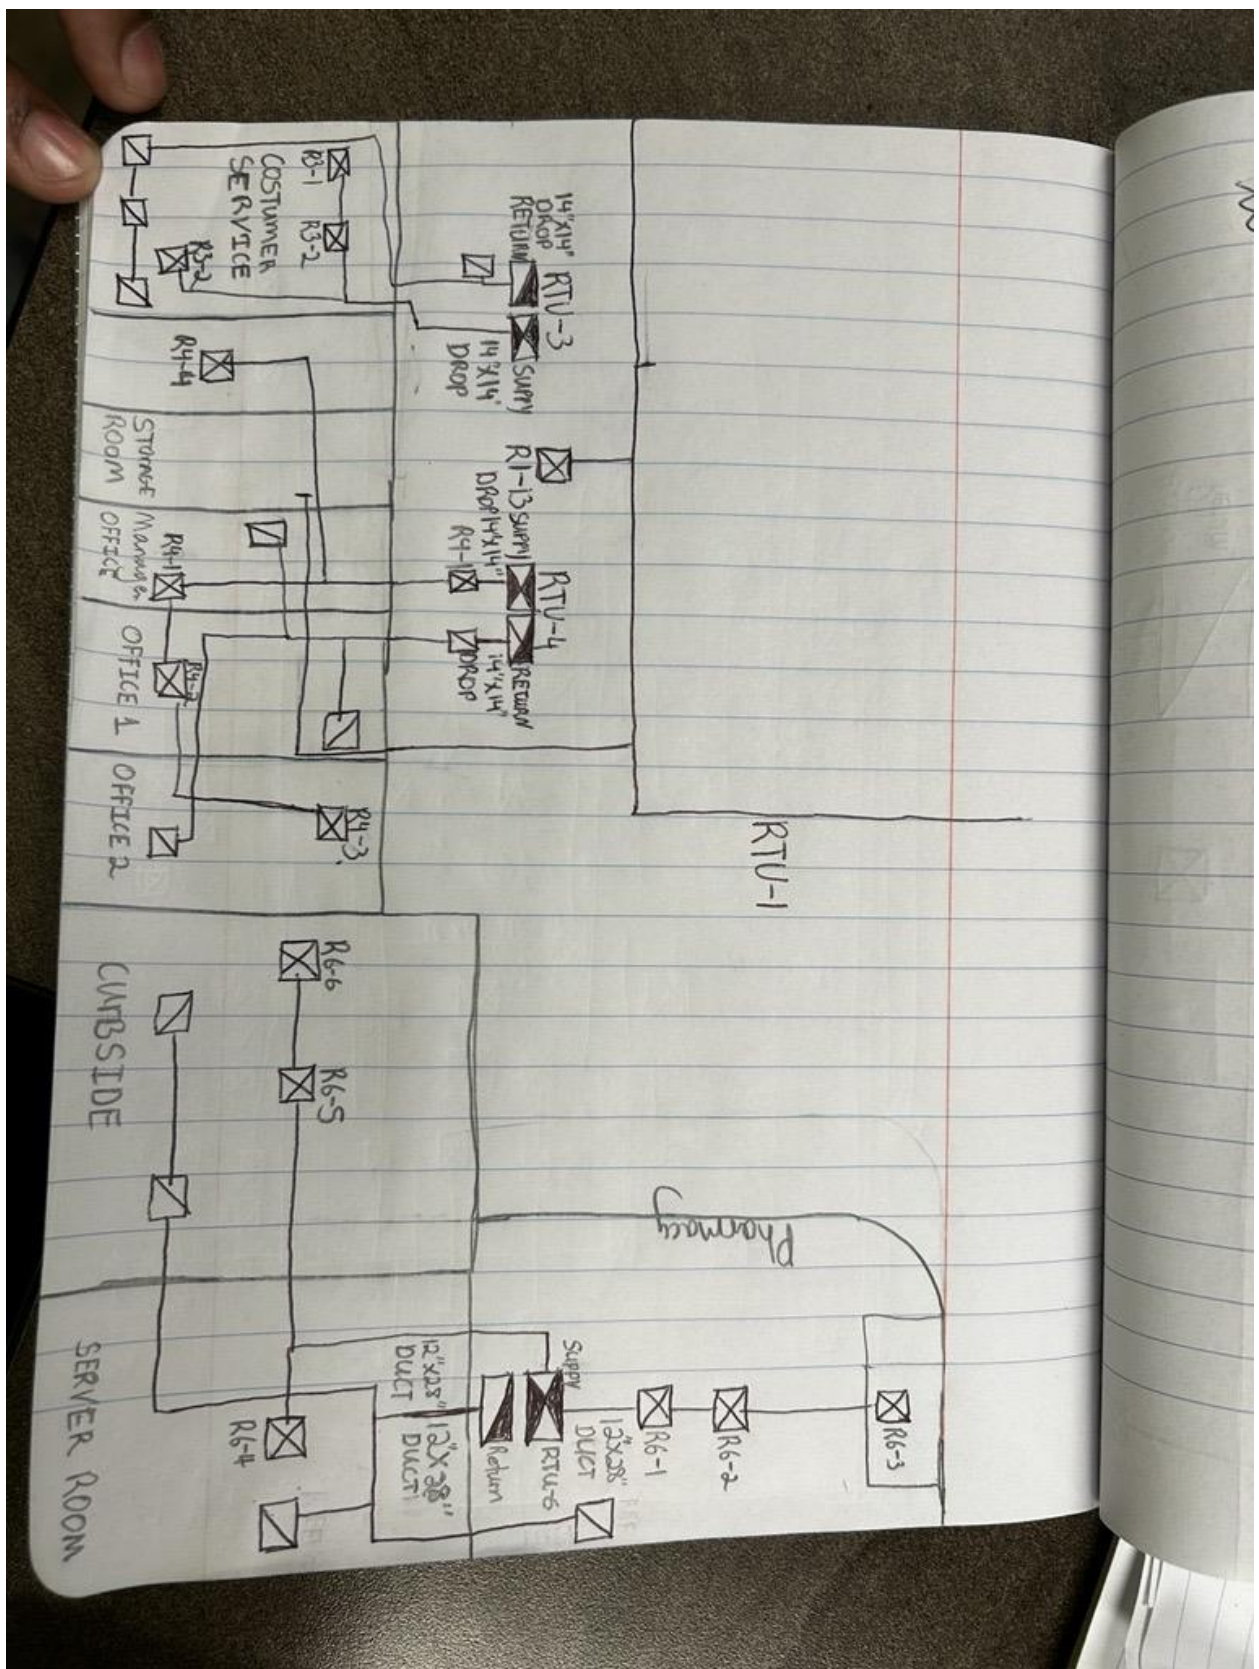 RTU-1
Pharmacy
R6-3
R6-2
R6-1
14"X14"
DROP
RETURN
RTU-3
SUPPY
14"X14"
DROP
R1-13
RTU-4
SUPPY
DROP 14"X14"
R4-1
RETURN
14"X14"
DROP
SUPPY
12"X28"
DUCT
RTU-6
Return
12"X28"
DUCT
12"X28"
DUCT
R3-1
R3-2
COSTUMER
SERVICE
R3-2
R4-4
STORAGE
ROOM
R4-1
Manager
OFFICE
R4-2
OFFICE 1
R4-3
OFFICE 2
R6-6
R6-5
CURBSIDE
R6-4
SERVER ROOM